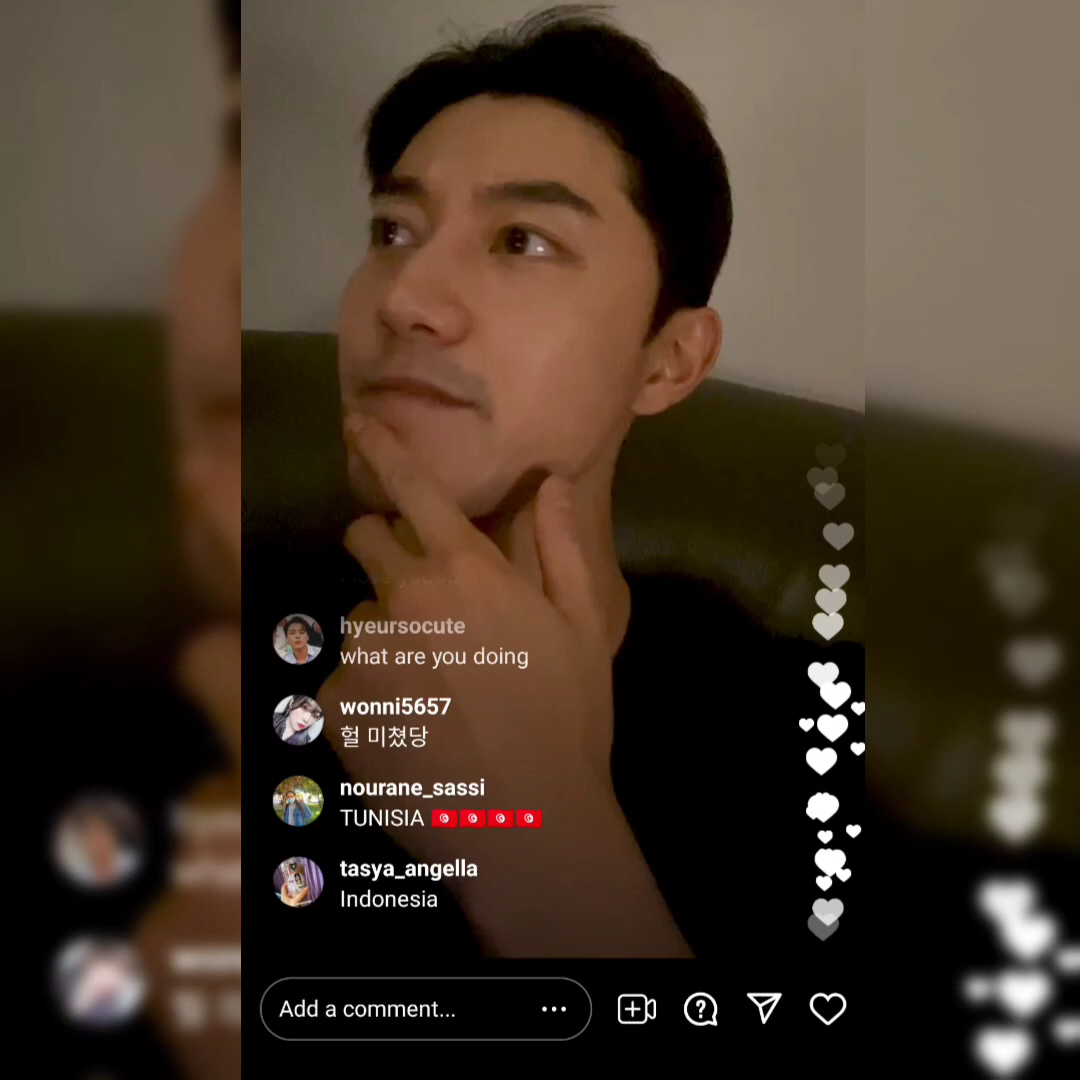 hyeursocute
what are you doing
wonni5657
헐 미쳤당
nourane_sassi
TUNISIA 🇹🇳🇹🇳🇹🇳🇹🇳
tasya_angella
Indonesia
Add a comment...